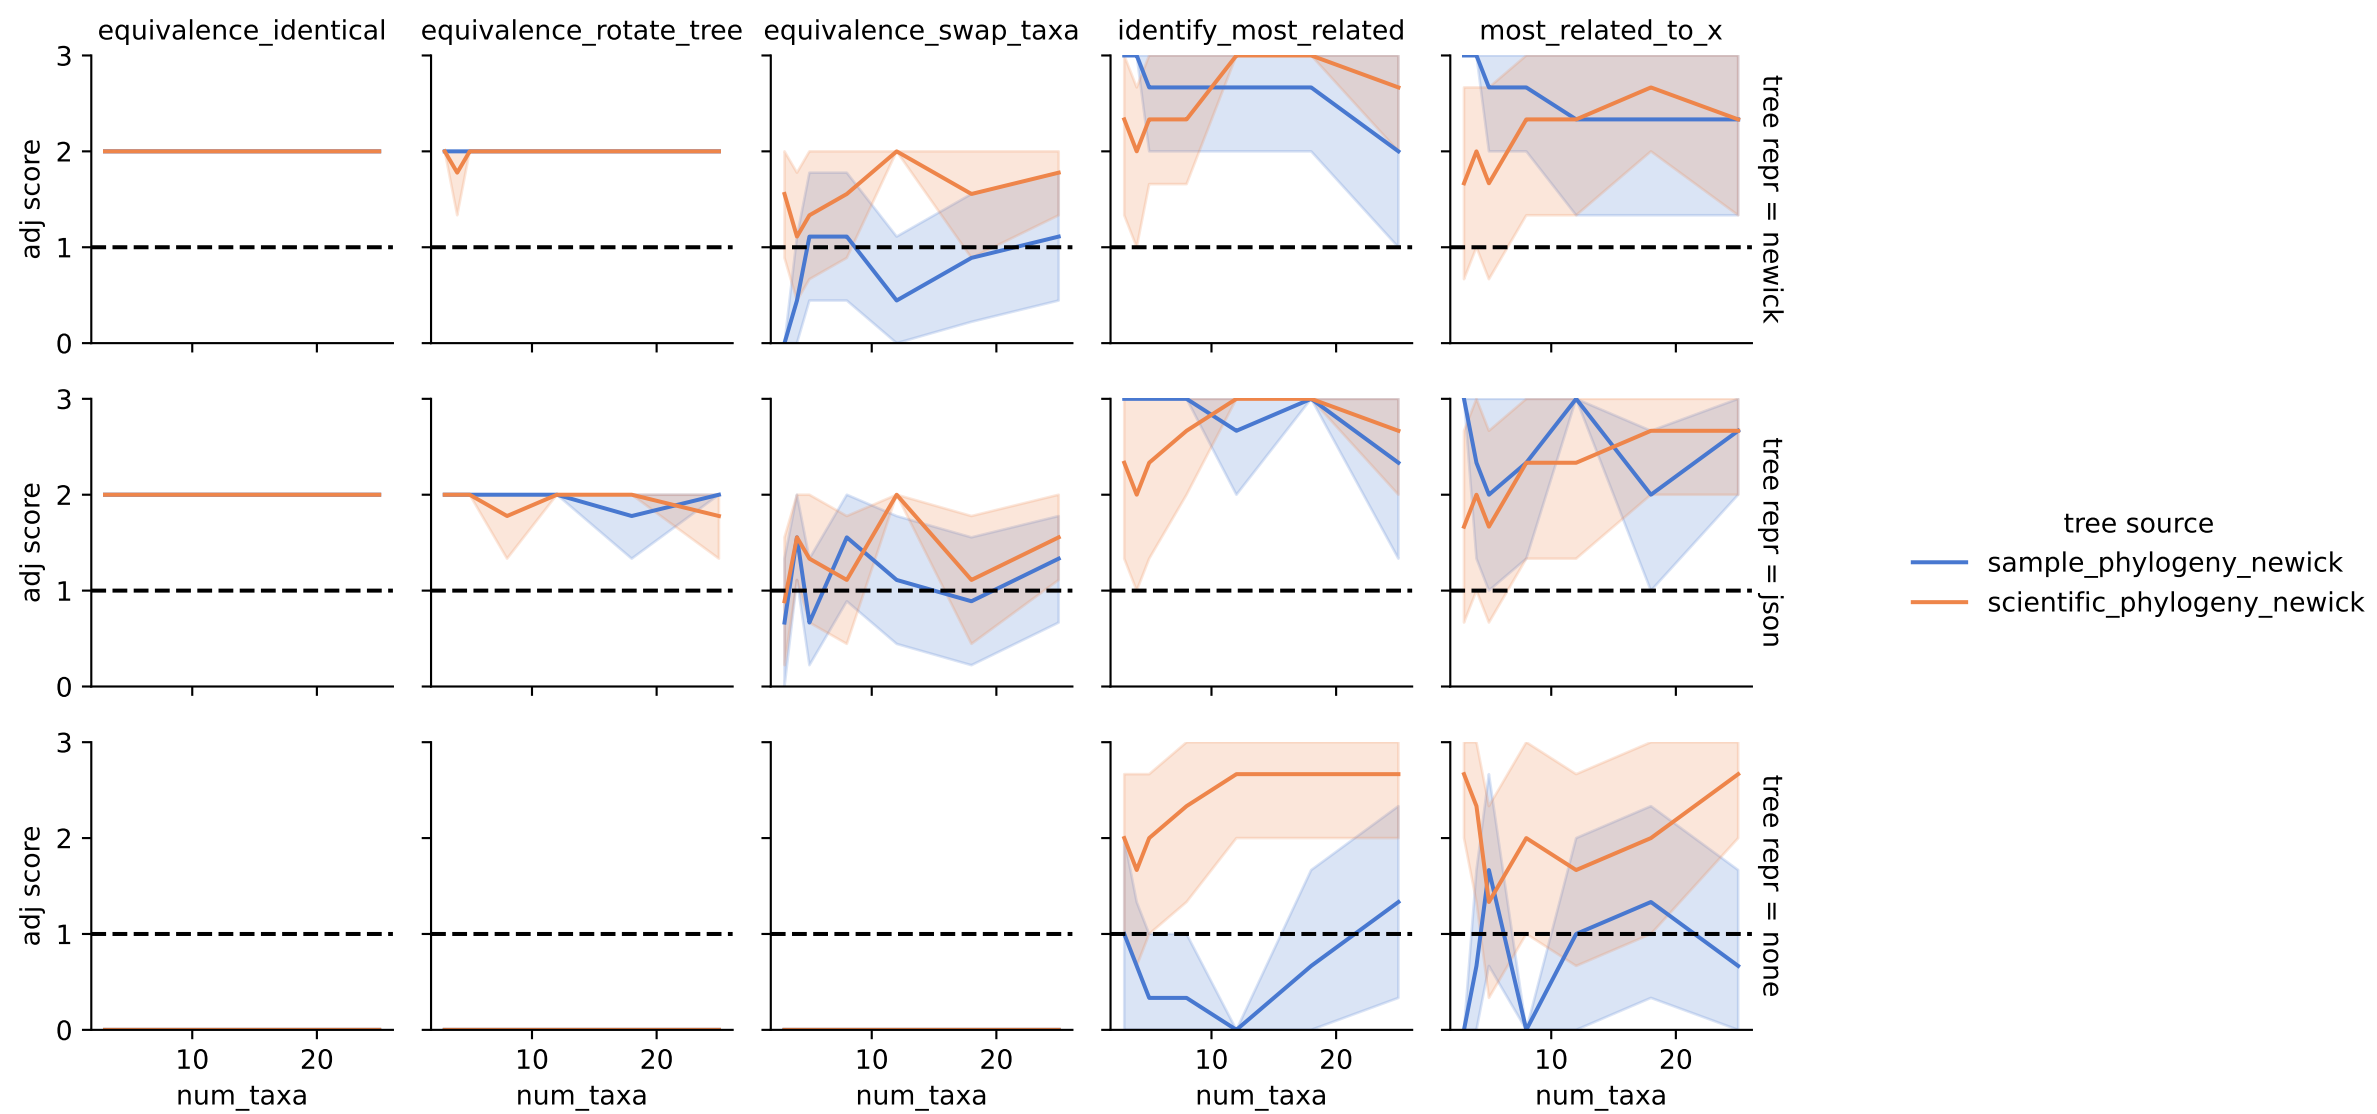 equivalence_identical
equivalence_rotate_tree
equivalence_swap_taxa
identify_most_related
most_related_to_x
3
2
1
0
adj score
tree repr = newick
3
2
1
0
adj score
tree repr = json
tree source
sample_phylogeny_newick
scientific_phylogeny_newick
3
2
1
0
adj score
tree repr = none
10 20
10 20
10 20
10 20
10 20
num_taxa
num_taxa
num_taxa
num_taxa
num_taxa